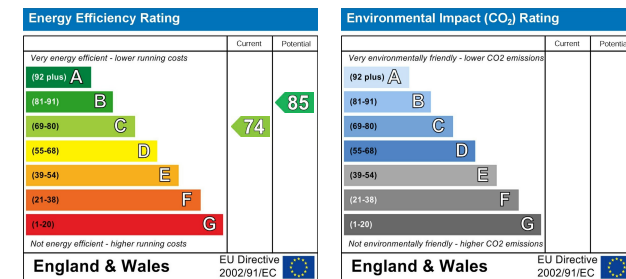 Energy Efficiency Rating
Current Potential
Very energy efficient - lower running costs
(92 plus) A
(81-91) B
85
(69-80) C
74
(55-68) D
(39-54) E
(21-38) F
(1-20) G
Not energy efficient - higher running costs
England & Wales
EU Directive
2002/91/EC
Environmental Impact (CO2) Rating
Current Potential
Very environmentally friendly - lower CO2 emissions
(92 plus) A
(81-91) B
(69-80) C
(55-68) D
(39-54) E
(21-38) F
(1-20) G
Not environmentally friendly - higher CO2 emissions
England & Wales
EU Directive
2002/91/EC